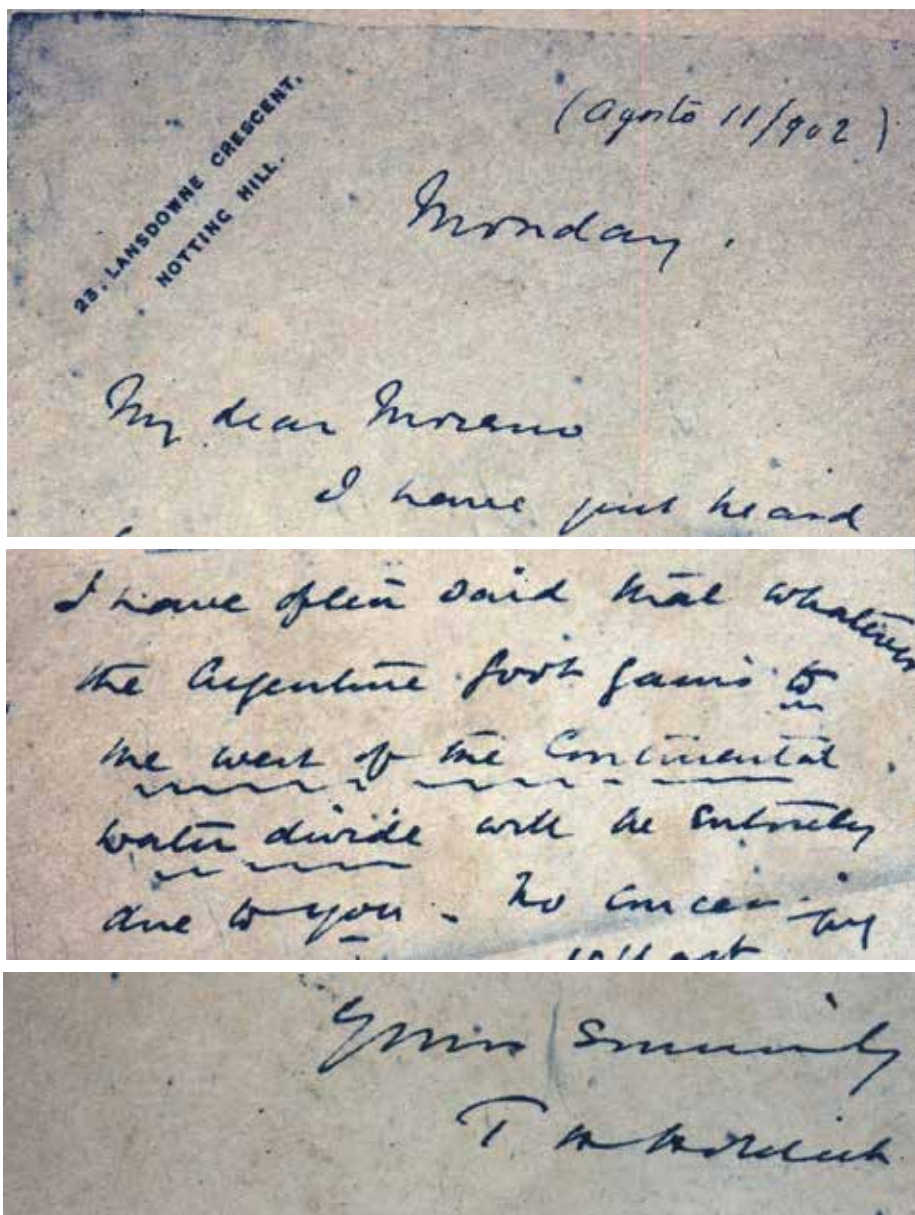 23, LANSDOWNE CRESCENT,
NOTTING HILL.
(Agosto 11/902)
Monday.
My dear Moreno
I have just heard
I have often said that whatever
the Argentine Govt gains to
the west of the Continental
water divide will be entirely
due to you - No
Yours Sincerely
T H Holdich